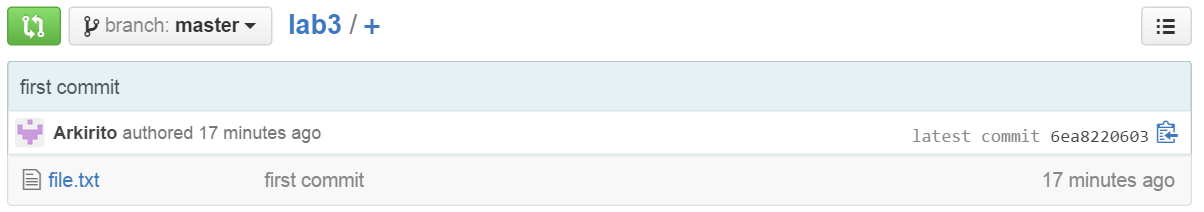 branch: master lab3 / +
first commit
Arkirito authored 17 minutes ago latest commit 6ea8220603
file.txt first commit 17 minutes ago